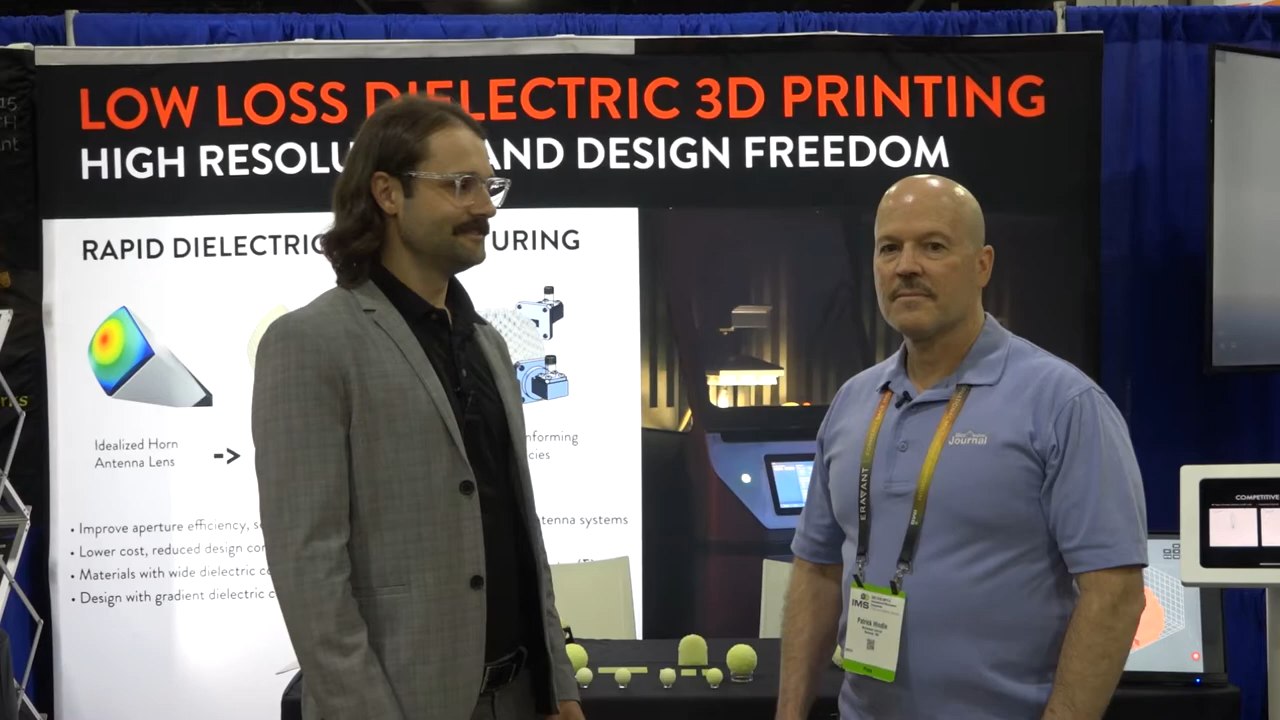 LOW LOSS DIELECTRIC 3D PRINTING
HIGH RESOLU AND DESIGN FREEDOM
RAPID DIELECTRIC URING
Idealized Horn
Antenna Lens
->
nforming
cies
• Improve aperture efficiency, s
tenna systems
• Lower cost, reduced design con
• Materials with wide dielectric c
• Design with gradient dielectric c
Journal
ERAVANT
IMS
Patrick Hindle
COMPETITIVE